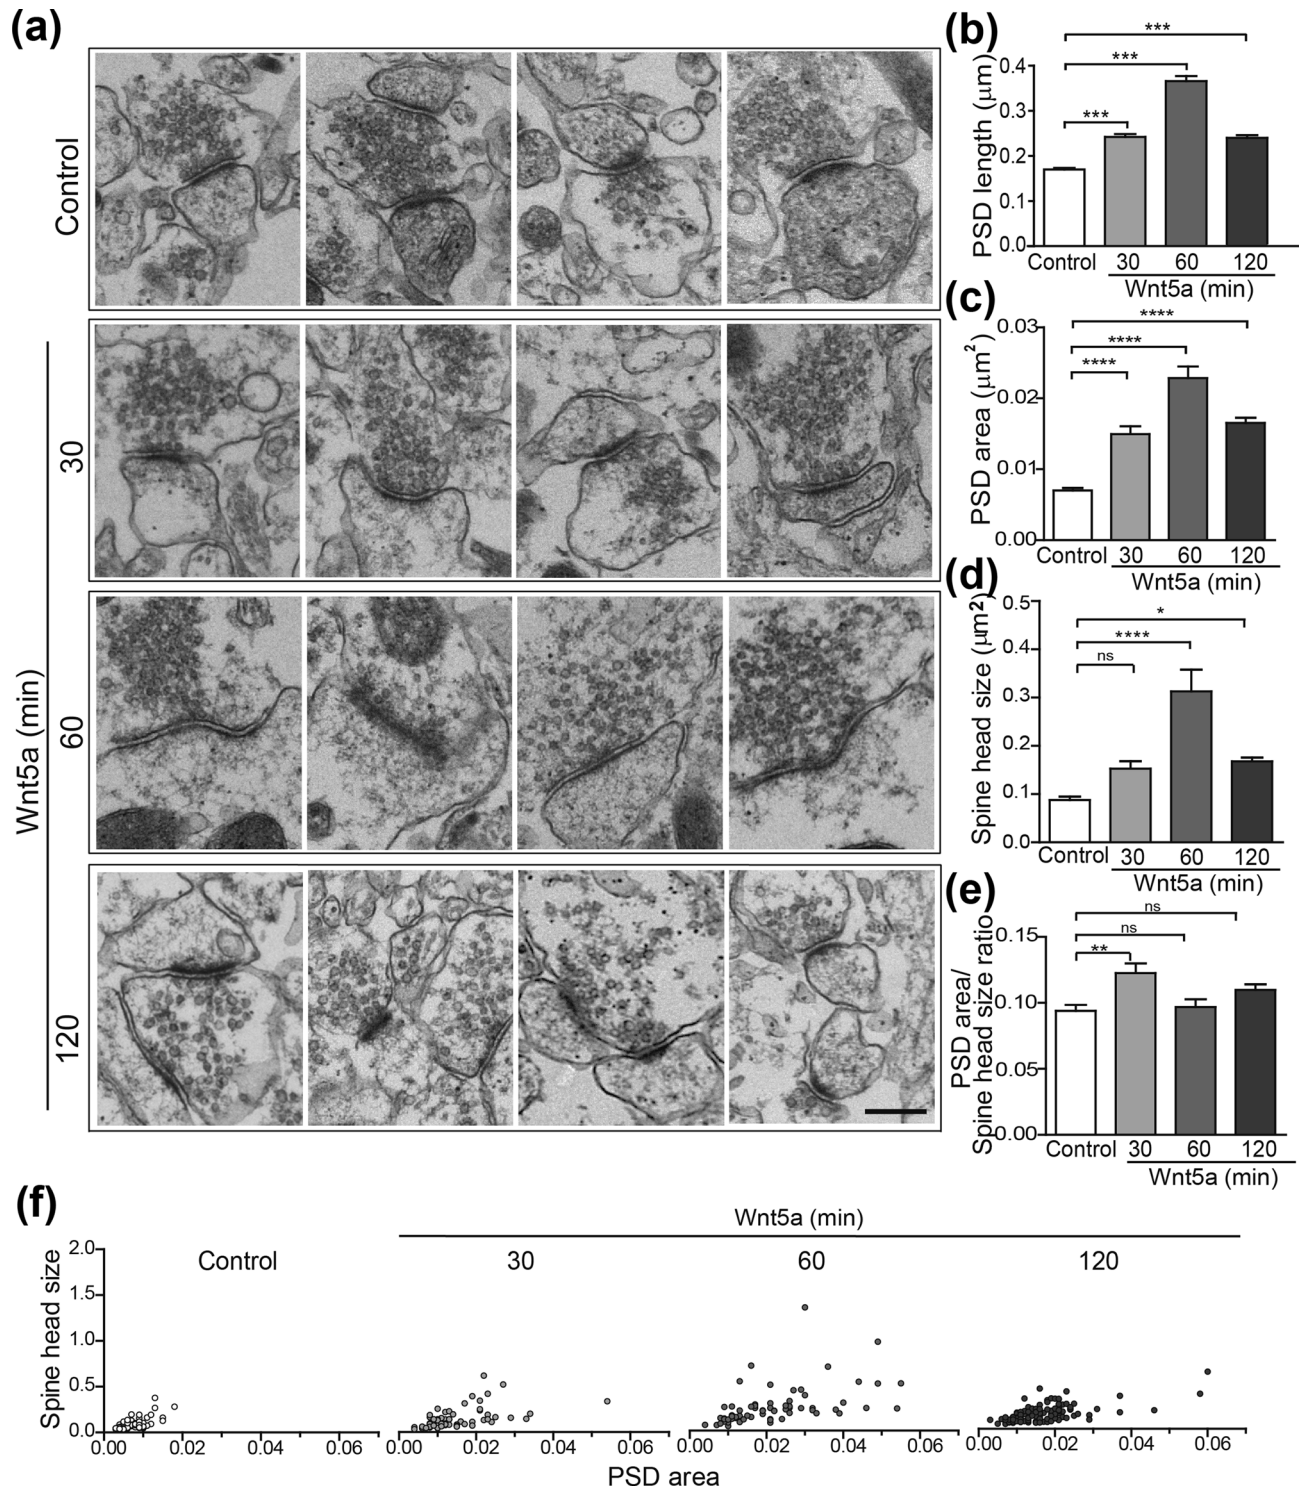 (a)
Control
Wnt5a (min)
30
60
120
(b)
PSD length (µm)
0.4
0.3
0.2
0.1
0.0
***
***
***
Control 30 60 120
Wnt5a (min)
(c)
PSD area (µm²)
0.03
0.02
0.01
0.00
****
****
****
Control 30 60 120
Wnt5a (min)
(d)
Spine head size (µm²)
0.5
0.3
0.2
0.1
0.0
*
****
ns
Control 30 60 120
Wnt5a (min)
(e)
PSD area/
Spine head size ratio
0.15
0.10
0.05
0.00
ns
ns
**
Control 30 60 120
Wnt5a (min)
(f)
Wnt5a (min)
Control 30 60 120
Spine head size
2.0
1.5
1.0
0.5
0.0
0.00 0.02 0.04 0.06 0.00 0.02 0.04 0.06 0.00 0.02 0.04 0.06 0.00 0.02 0.04 0.06
PSD area